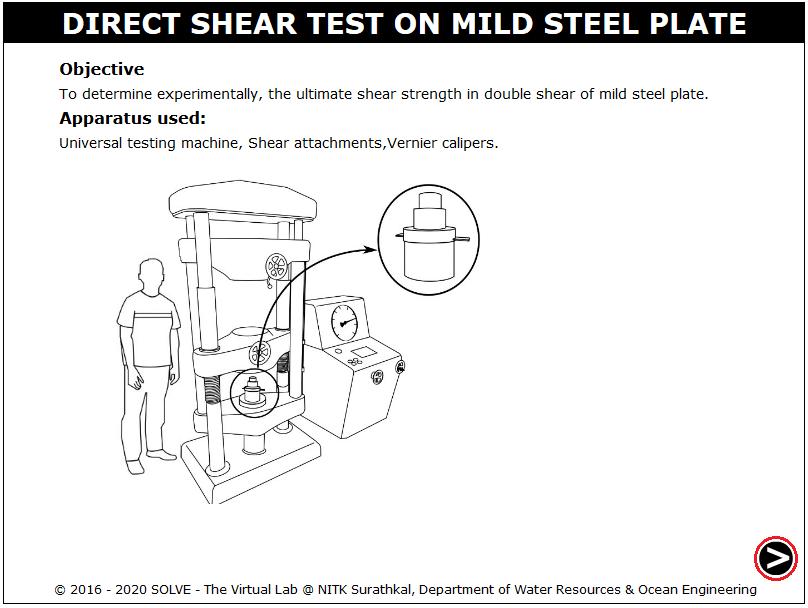 DIRECT SHEAR TEST ON MILD STEEL PLATE
Objective
To determine experimentally, the ultimate shear strength in double shear of mild steel plate.
Apparatus used:
Universal testing machine, Shear attachments,Vernier calipers.
© 2016 - 2020 SOLVE - The Virtual Lab @ NITK Surathkal, Department of Water Resources & Ocean Engineering